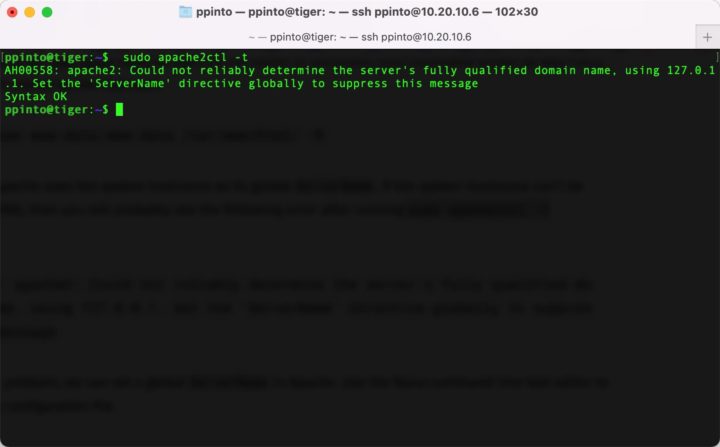 ppinto — ppinto@tiger: ~ — ssh ppinto@10.20.10.6 — 102×30
~ — ppinto@tiger: ~ — ssh ppinto@10.20.10.6
[ppinto@tiger:~$ sudo apache2ctl -t]
AH00558: apache2: Could not reliably determine the server's fully qualified domain name, using 127.0.1
.1. Set the 'ServerName' directive globally to suppress this message
Syntax OK
ppinto@tiger:~$